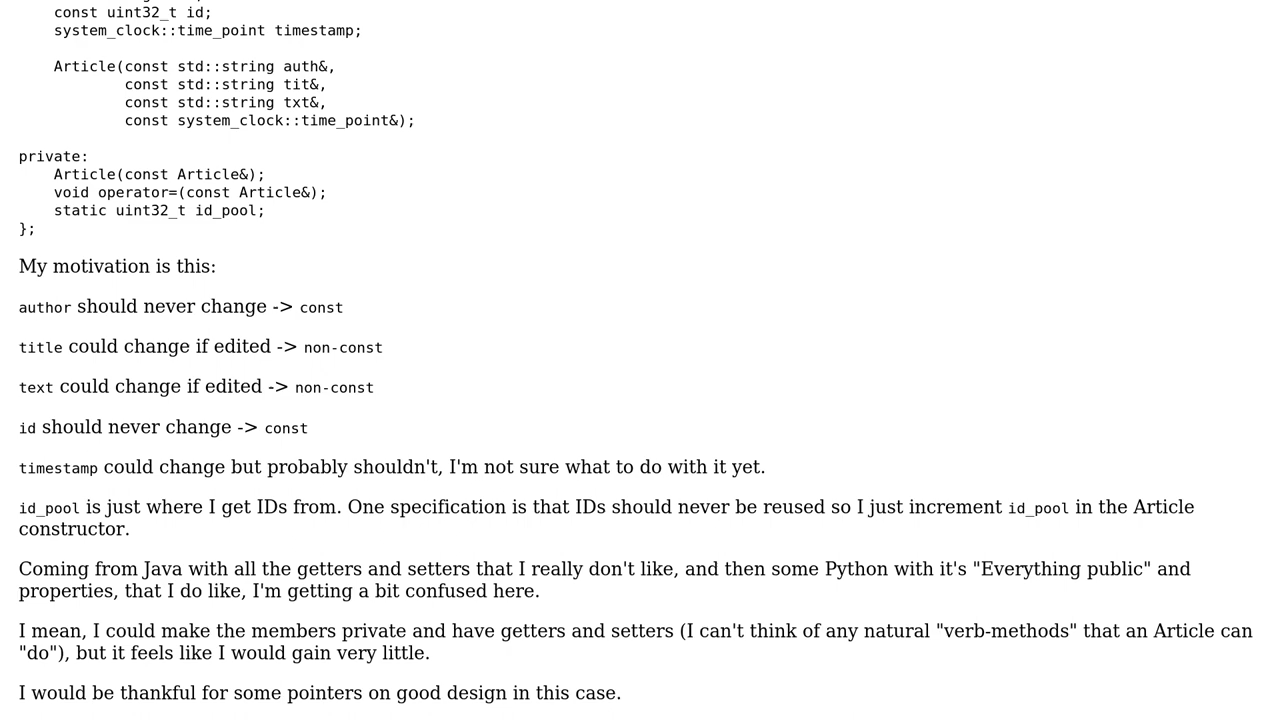 const uint32_t id;
system_clock::time_point timestamp;
Article(const std::string auth&,
const std::string tit&,
const std::string txt&,
const system_clock::time_point&);
private:
Article(const Article&);
void operator=(const Article&);
static uint32_t id_pool;
};
My motivation is this:
author should never change -> const
title could change if edited -> non-const
text could change if edited -> non-const
id should never change -> const
timestamp could change but probably shouldn't, I'm not sure what to do with it yet.
id_pool is just where I get IDs from. One specification is that IDs should never be reused so I just increment id_pool in the Article
constructor.
Coming from Java with all the getters and setters that I really don't like, and then some Python with it's "Everything public" and
properties, that I do like, I'm getting a bit confused here.
I mean, I could make the members private and have getters and setters (I can't think of any natural "verb-methods" that an Article can
"do"), but it feels like I would gain very little.
I would be thankful for some pointers on good design in this case.